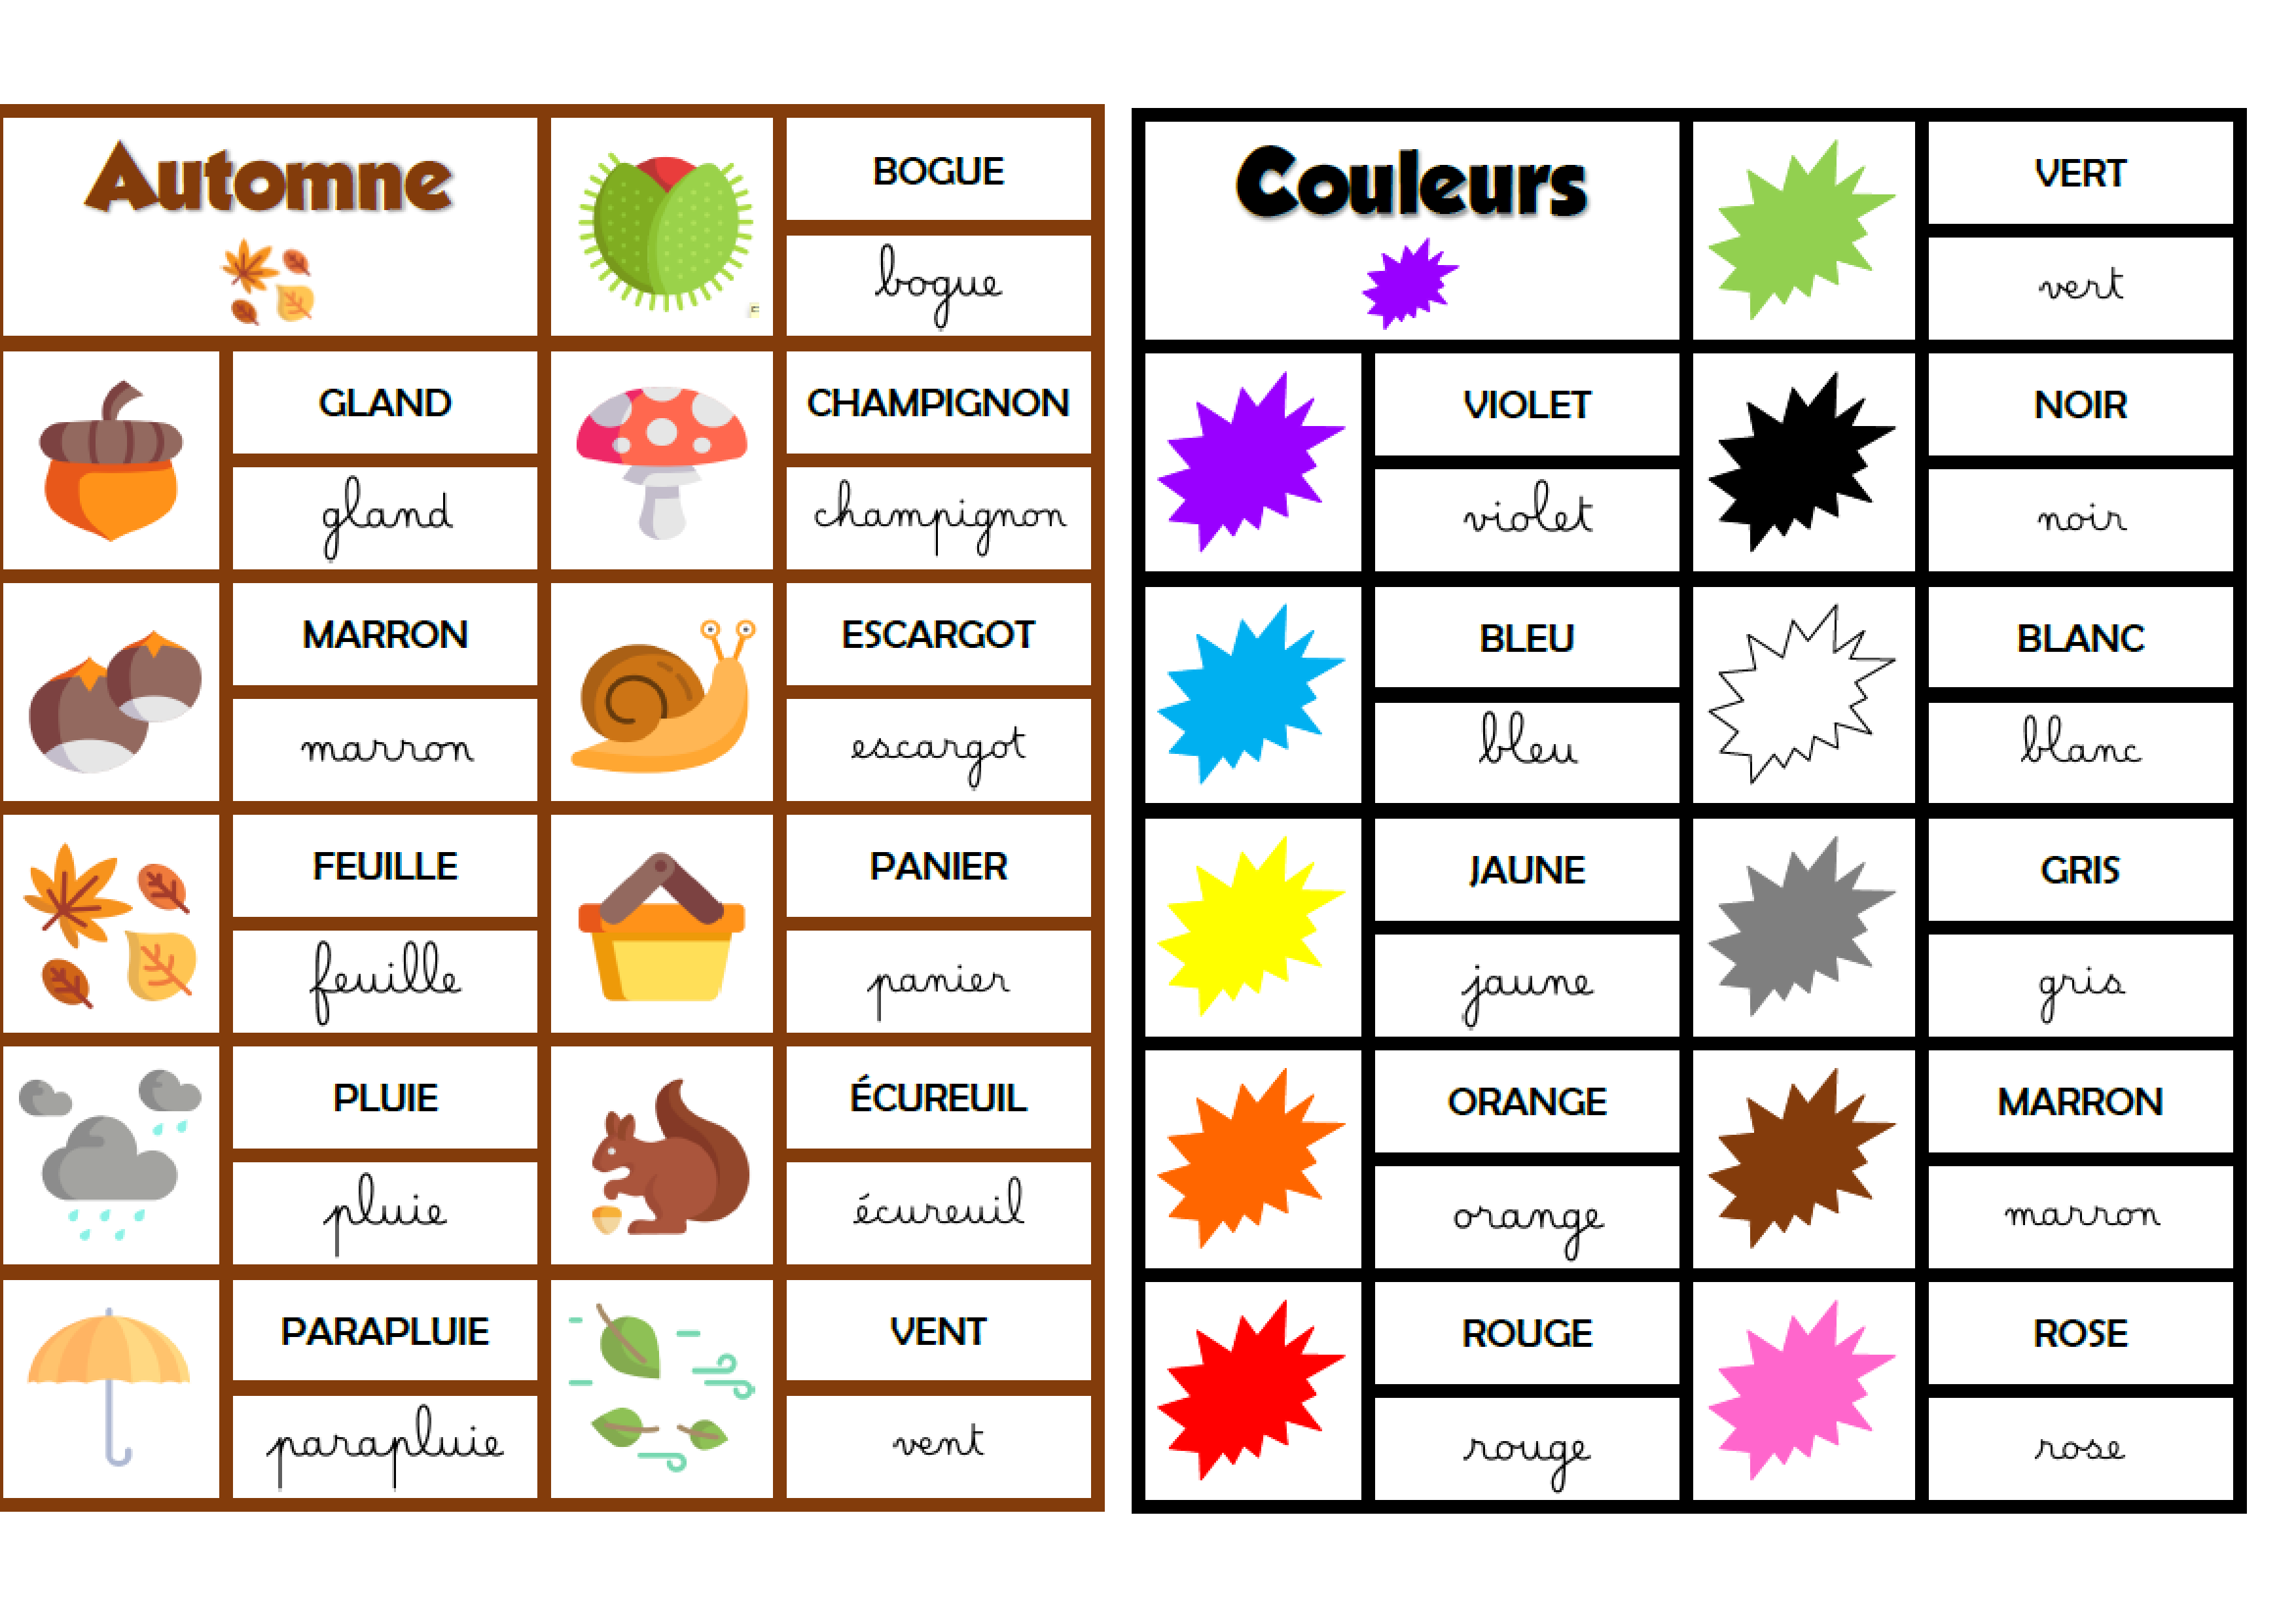 Automne
BOGUE
bogue
GLAND
gland
CHAMPIGNON
champignon
MARRON
marron
ESCARGOT
escargot
FEUILLE
feuille
PANIER
panier
PLUIE
pluie
ÉCUREUIL
écureuil
PARAPLUIE
parapluie
VENT
vent
Couleurs
VERT
vert
VIOLET
violet
NOIR
noir
BLEU
bleu
BLANC
blanc
JAUNE
jaune
GRIS
gris
ORANGE
orange
MARRON
marron
ROUGE
rouge
ROSE
rose